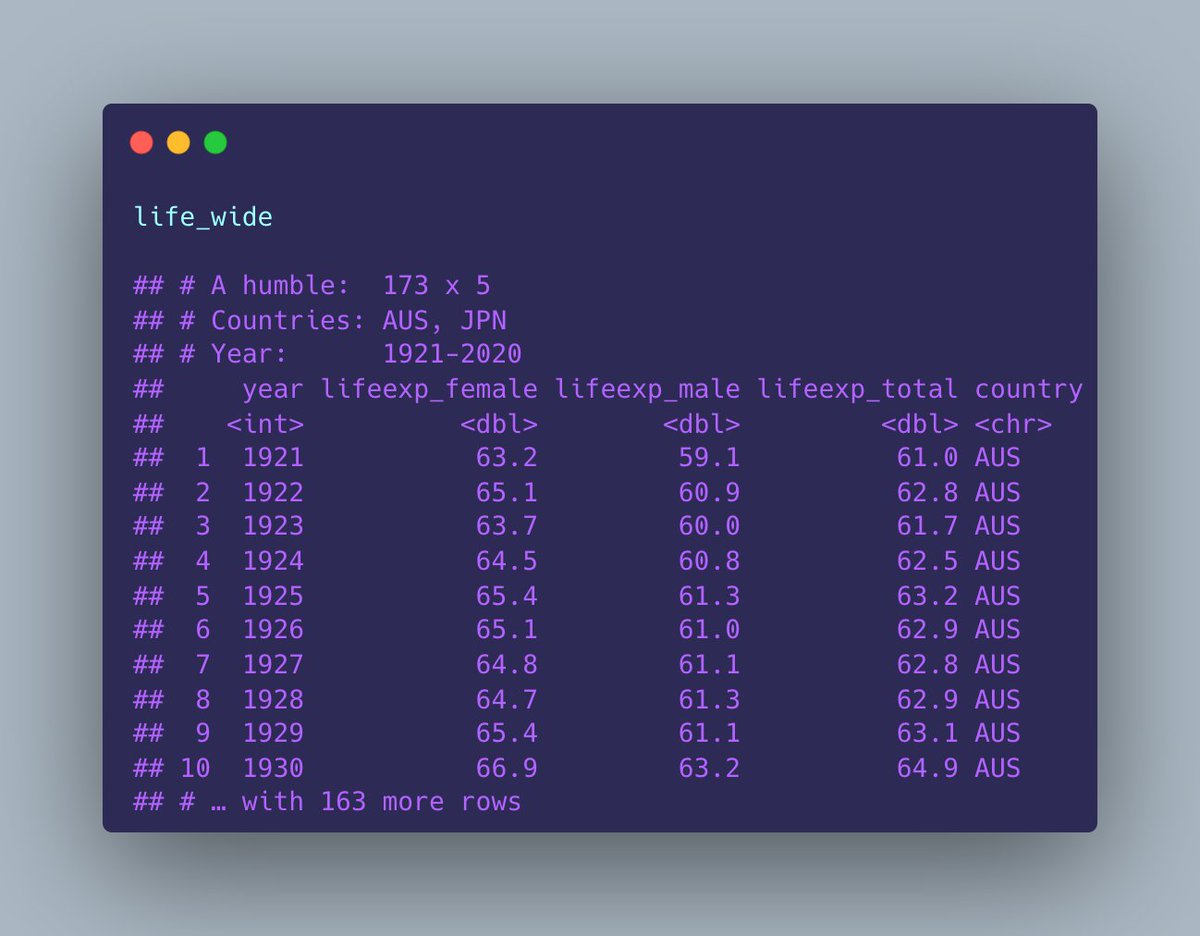 life_wide
## # A humble:  173 x 5
## # Countries: AUS, JPN
## # Year:      1921-2020
##     year lifeexp_female lifeexp_male lifeexp_total country
##    <int>          <dbl>        <dbl>         <dbl> <chr>
##  1  1921           63.2         59.1          61.0 AUS
##  2  1922           65.1         60.9          62.8 AUS
##  3  1923           63.7         60.0          61.7 AUS
##  4  1924           64.5         60.8          62.5 AUS
##  5  1925           65.4         61.3          63.2 AUS
##  6  1926           65.1         61.0          62.9 AUS
##  7  1927           64.8         61.1          62.8 AUS
##  8  1928           64.7         61.3          62.9 AUS
##  9  1929           65.4         61.1          63.1 AUS
## 10  1930           66.9         63.2          64.9 AUS
## # … with 163 more rows